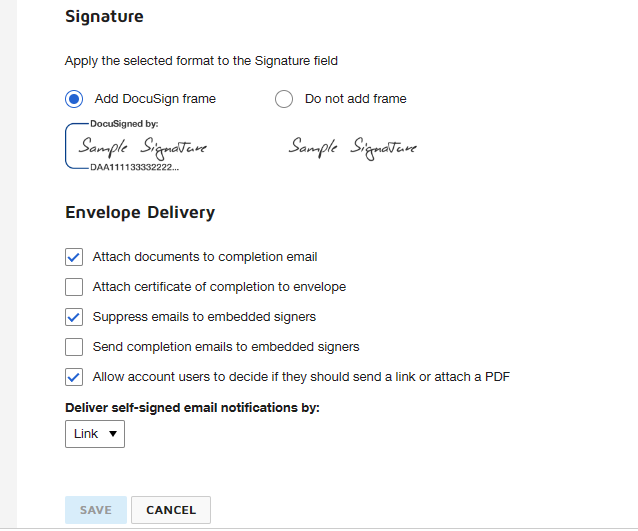 Signature
Apply the selected format to the Signature field
Add DocuSign frame
Do not add frame
DocuSigned by:
Sample Signature
DAA111133332222...
Sample Signature
Envelope Delivery
Attach documents to completion email
Attach certificate of completion to envelope
Suppress emails to embedded signers
Send completion emails to embedded signers
Allow account users to decide if they should send a link or attach a PDF
Deliver self-signed email notifications by:
Link
SAVE
CANCEL